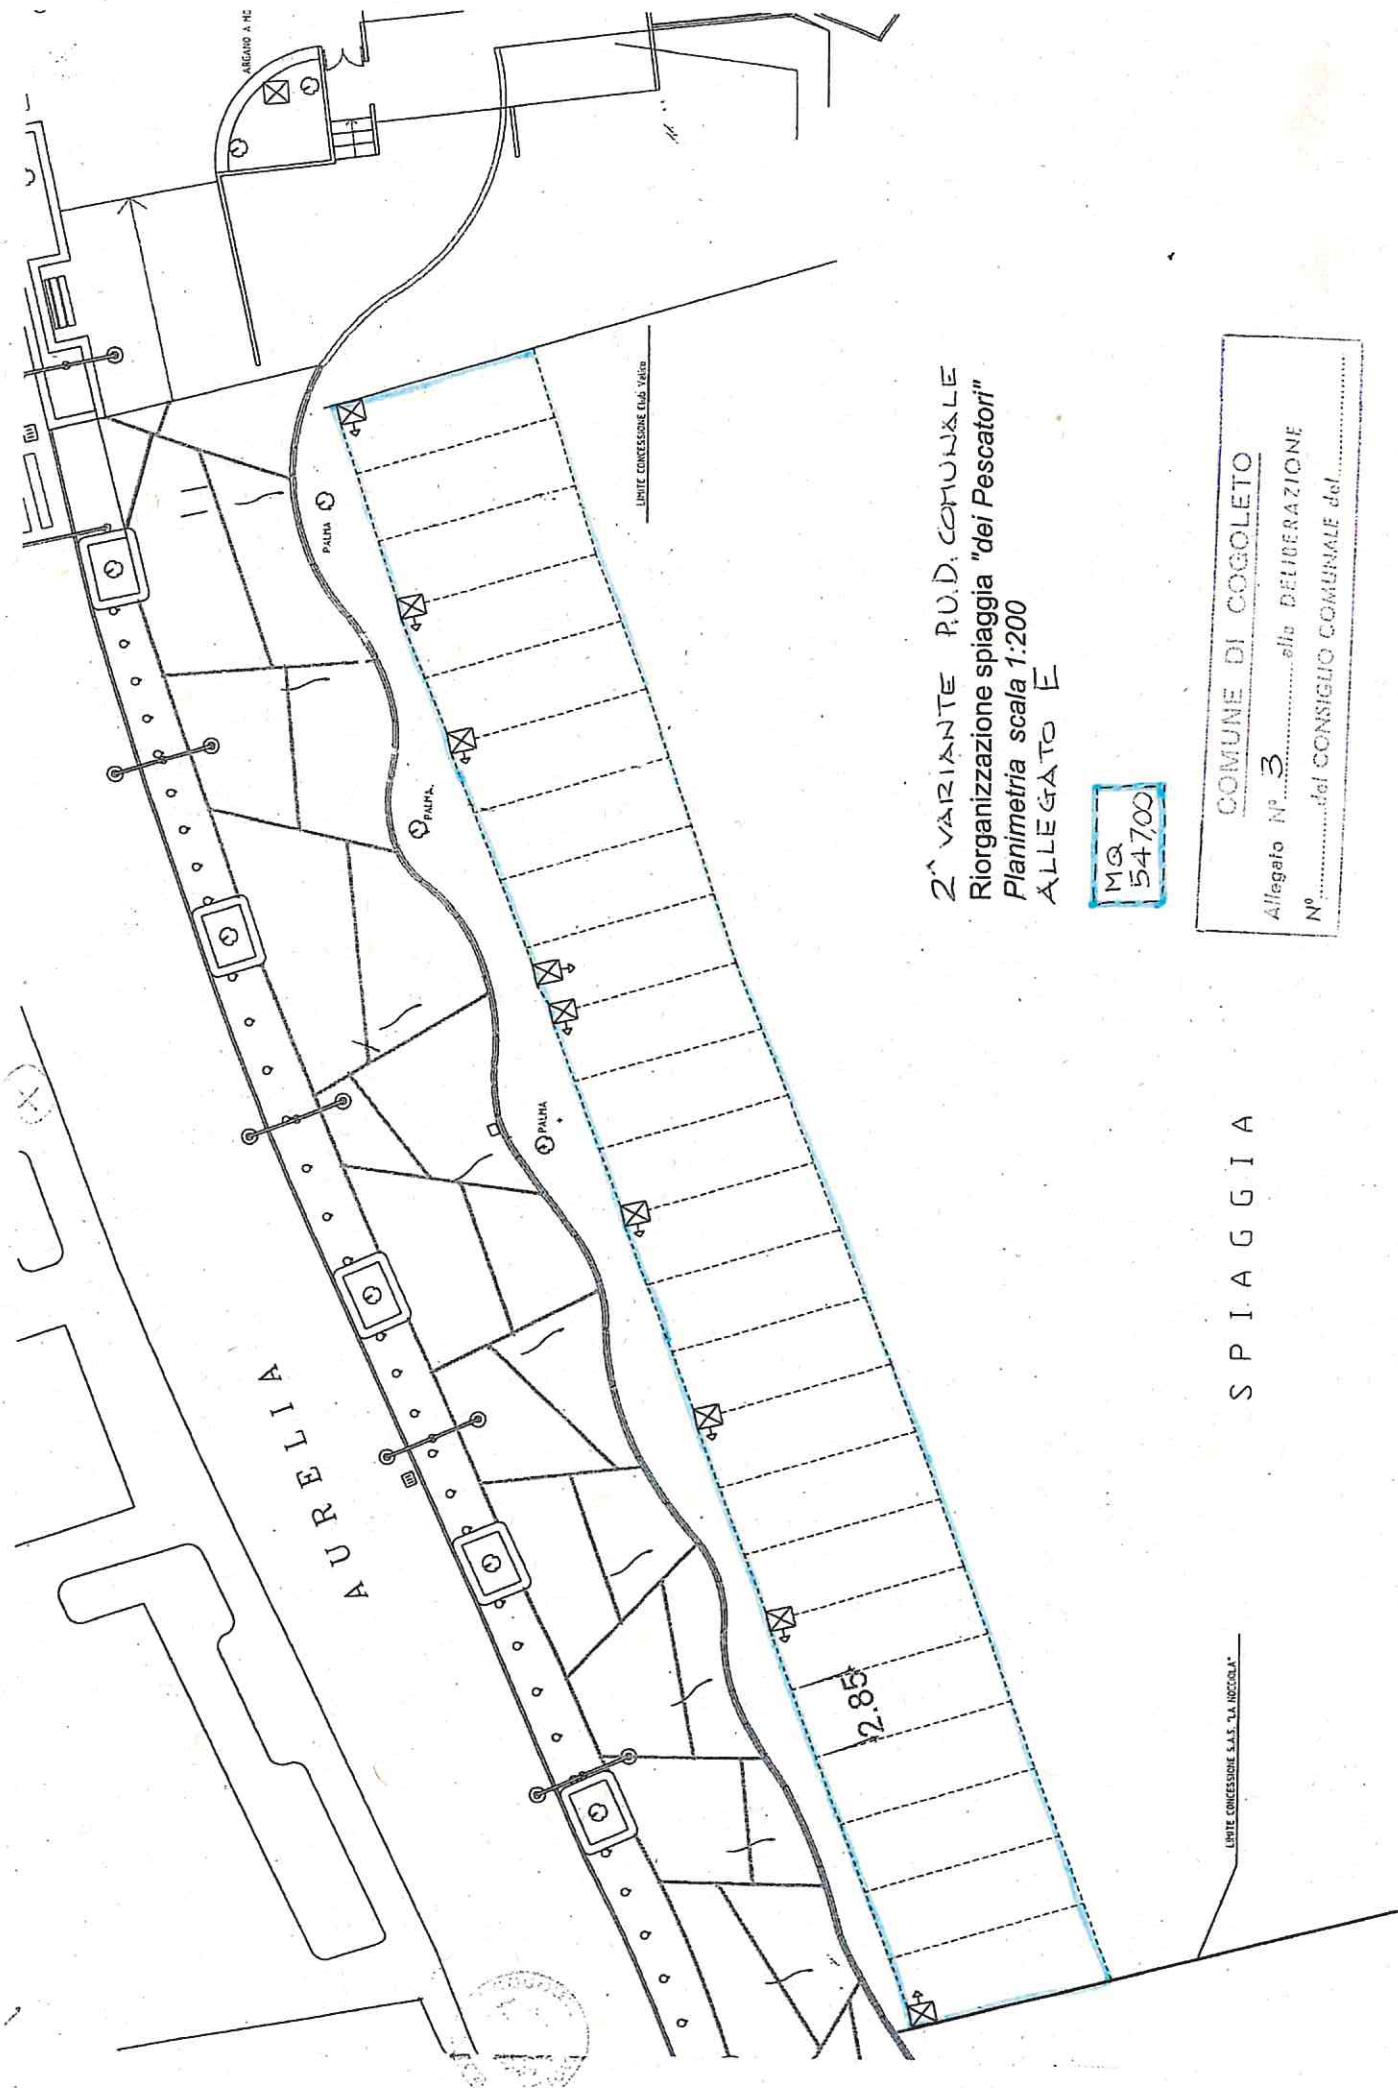 2^ VARIANTE P.U.D. COMUNALE
Riorganizzazione spiaggia "dei Pescatori"
Planimetria scala 1:200
ALLEGATO E
MQ
547,00
COMUNE DI COGOLETO
Allegato N° 3 alla DELIBERAZIONE
N° del CONSIGLIO COMUNALE del
AURELIA
SPIAGGIA
ARGANO A MO
PALMA
PALMA
PALMA
LIMITE CONCESSIONE Club Velico
2.85
LIMITE CONCESSIONE S.A.S. "LA NOCCIOLA"